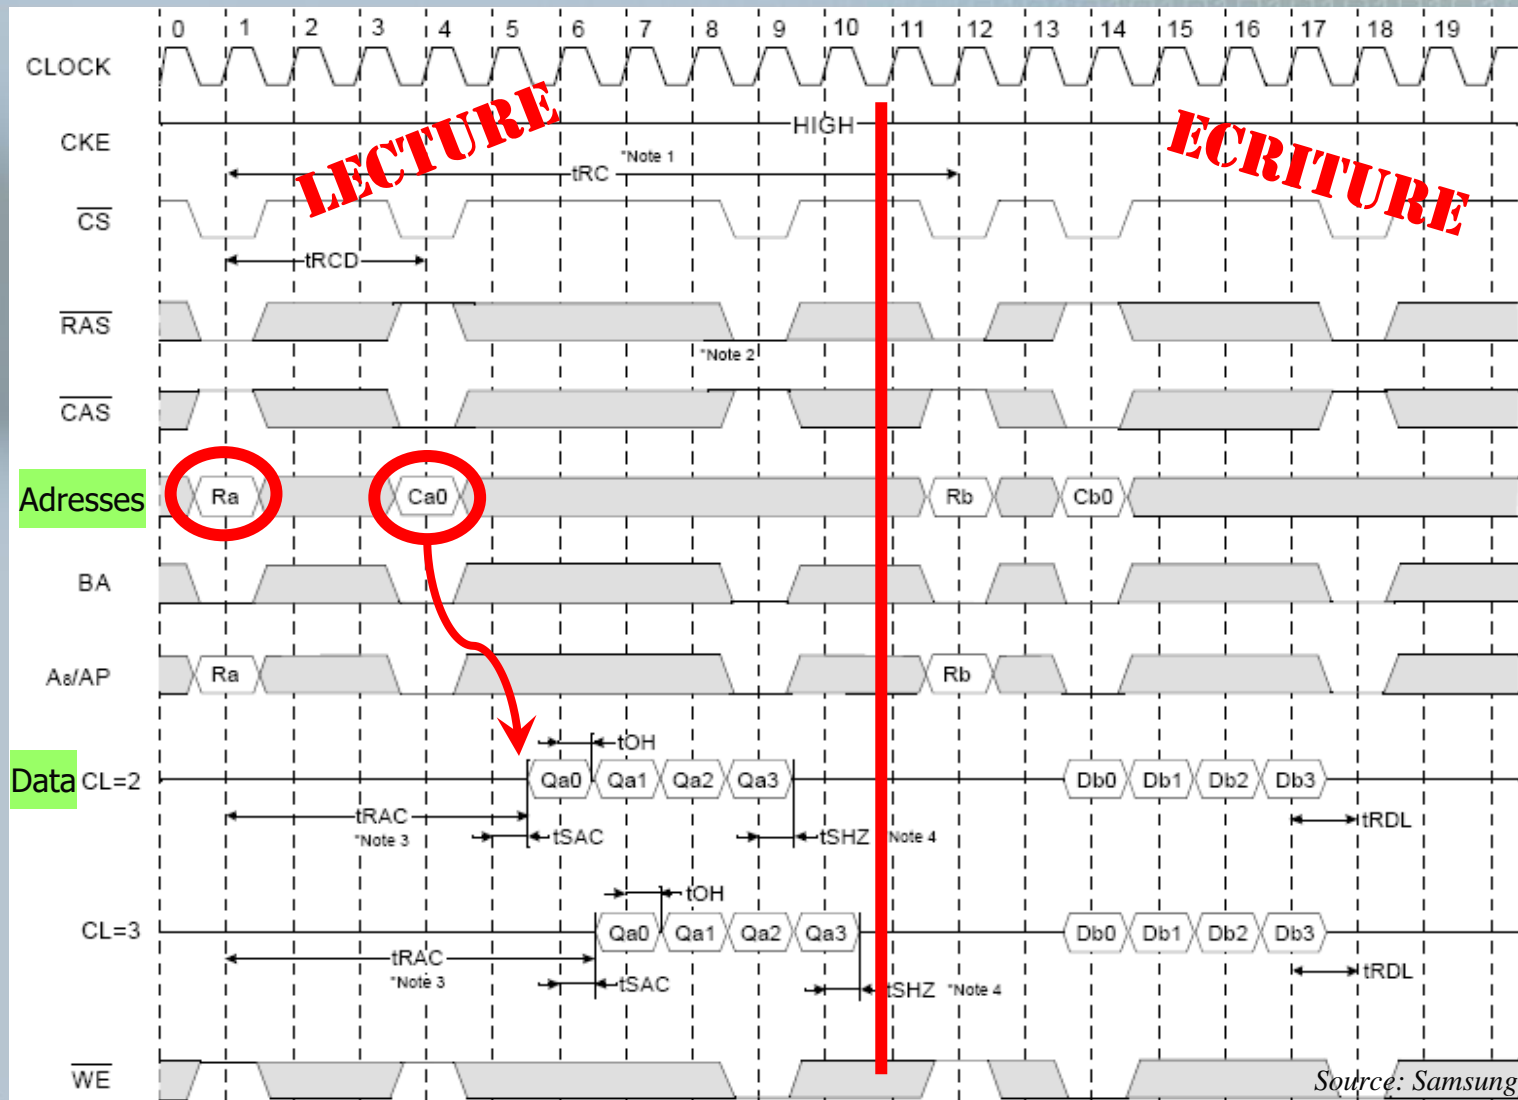 0 1 2 3 4 5 6 7 8 9 10 11 12 13 14 15 16 17 18 19
CLOCK
CKE HIGH
LECTURE ECRITURE
*Note 1
tRC
CS
tRCD
RAS
*Note 2
CAS
Adresses Ra Ca0 Rb Cb0
BA
A8/AP Ra Rb
tOH
Data CL=2 Qa0 Qa1 Qa2 Qa3 Db0 Db1 Db2 Db3
tRAC tRDL
*Note 3 tSAC tSHZ Note 4
tOH
CL=3 Qa0 Qa1 Qa2 Qa3 Db0 Db1 Db2 Db3
tRAC tRDL
*Note 3 tSAC tSHZ *Note 4
WE
Source: Samsung